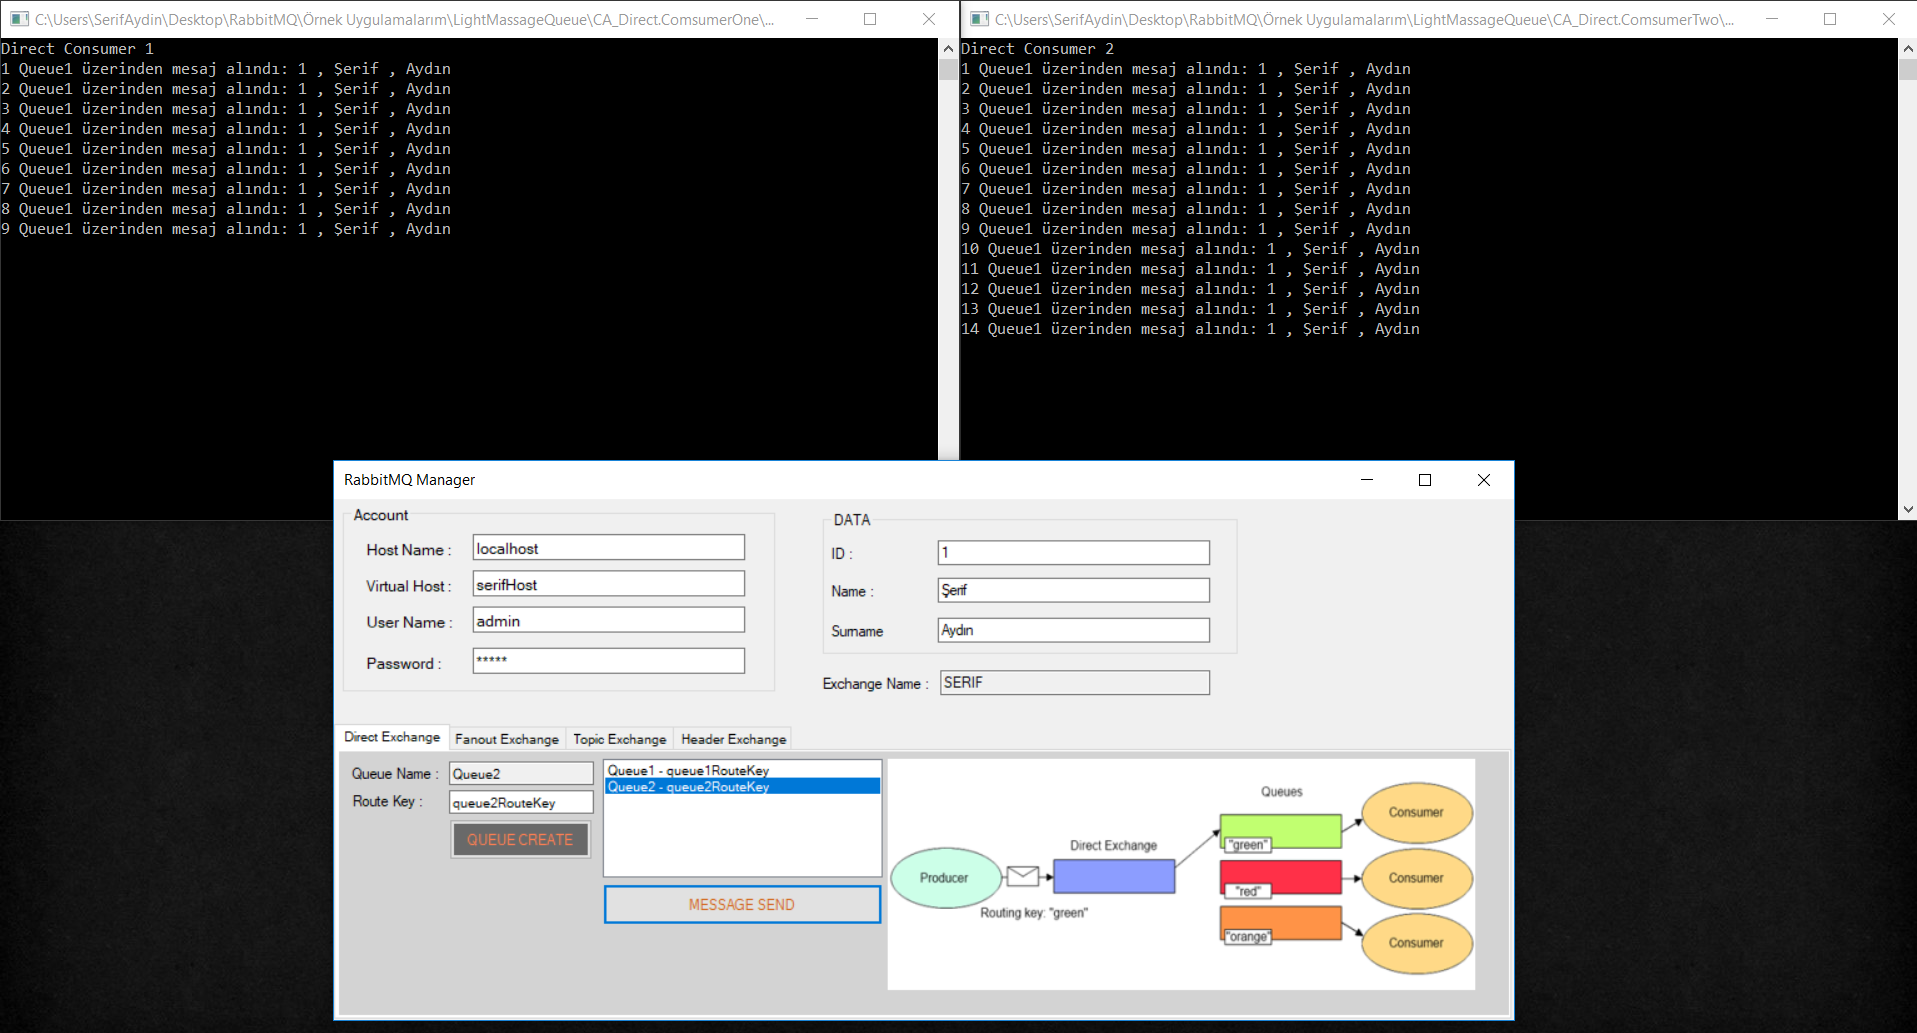 C:\Users\SerifAydin\Desktop\RabbitMQ\Örnek Uygulamalarım\LightMassageQueue\CA_Direct.ComsumerOne\...
Direct Consumer 1
1 Queue1 üzerinden mesaj alındı: 1 , Şerif , Aydın
2 Queue1 üzerinden mesaj alındı: 1 , Şerif , Aydın
3 Queue1 üzerinden mesaj alındı: 1 , Şerif , Aydın
4 Queue1 üzerinden mesaj alındı: 1 , Şerif , Aydın
5 Queue1 üzerinden mesaj alındı: 1 , Şerif , Aydın
6 Queue1 üzerinden mesaj alındı: 1 , Şerif , Aydın
7 Queue1 üzerinden mesaj alındı: 1 , Şerif , Aydın
8 Queue1 üzerinden mesaj alındı: 1 , Şerif , Aydın
9 Queue1 üzerinden mesaj alındı: 1 , Şerif , Aydın
C:\Users\SerifAydin\Desktop\RabbitMQ\Örnek Uygulamalarım\LightMassageQueue\CA_Direct.ComsumerTwo\...
Direct Consumer 2
1 Queue1 üzerinden mesaj alındı: 1 , Şerif , Aydın
2 Queue1 üzerinden mesaj alındı: 1 , Şerif , Aydın
3 Queue1 üzerinden mesaj alındı: 1 , Şerif , Aydın
4 Queue1 üzerinden mesaj alındı: 1 , Şerif , Aydın
5 Queue1 üzerinden mesaj alındı: 1 , Şerif , Aydın
6 Queue1 üzerinden mesaj alındı: 1 , Şerif , Aydın
7 Queue1 üzerinden mesaj alındı: 1 , Şerif , Aydın
8 Queue1 üzerinden mesaj alındı: 1 , Şerif , Aydın
9 Queue1 üzerinden mesaj alındı: 1 , Şerif , Aydın
10 Queue1 üzerinden mesaj alındı: 1 , Şerif , Aydın
11 Queue1 üzerinden mesaj alındı: 1 , Şerif , Aydın
12 Queue1 üzerinden mesaj alındı: 1 , Şerif , Aydın
13 Queue1 üzerinden mesaj alındı: 1 , Şerif , Aydın
14 Queue1 üzerinden mesaj alındı: 1 , Şerif , Aydın
RabbitMQ Manager
Account
Host Name : localhost
Virtual Host : serifHost
User Name : admin
Password : *****
DATA
ID : 1
Name : Şerif
Surname Aydın
Exchange Name : SERIF
Direct Exchange Fanout Exchange Topic Exchange Header Exchange
Queue Name : Queue2
Route Key : queue2RouteKey
QUEUE CREATE
Queue1 - queue1RouteKey
Queue2 - queue2RouteKey
MESSAGE SEND
Queues
Direct Exchange
Producer
Routing key: "green"
"green"
"red"
"orange"
Consumer
Consumer
Consumer